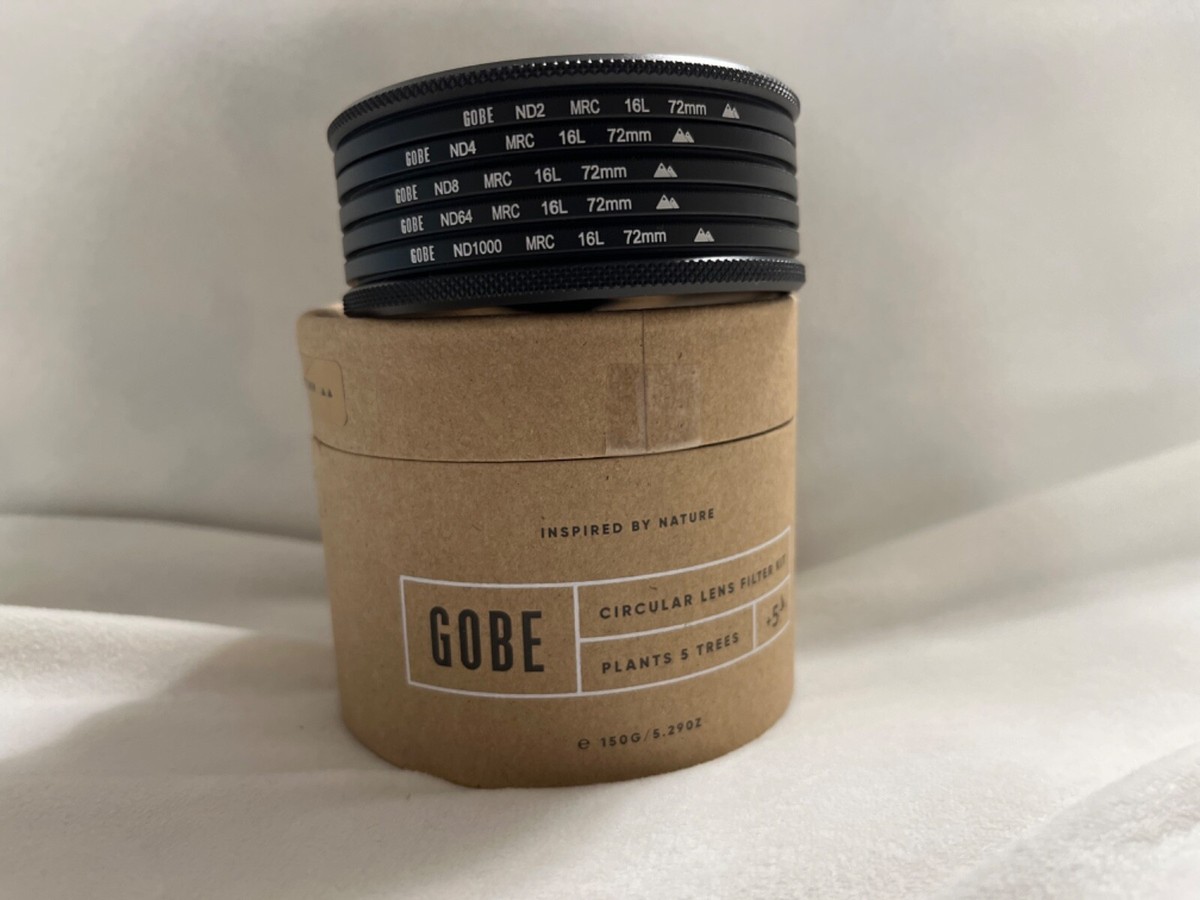 GOBE ND2 MRC 16L 72mm
GOBE ND4 MRC 16L 72mm
GOBE ND8 MRC 16L 72mm
GOBE ND64 MRC 16L 72mm
GOBE ND1000 MRC 16L 72mm
INSPIRED BY NATURE
GOBE
CIRCULAR LENS FILTER KIT
PLANTS 5 TREES
+5
℮ 150G/5.29OZ